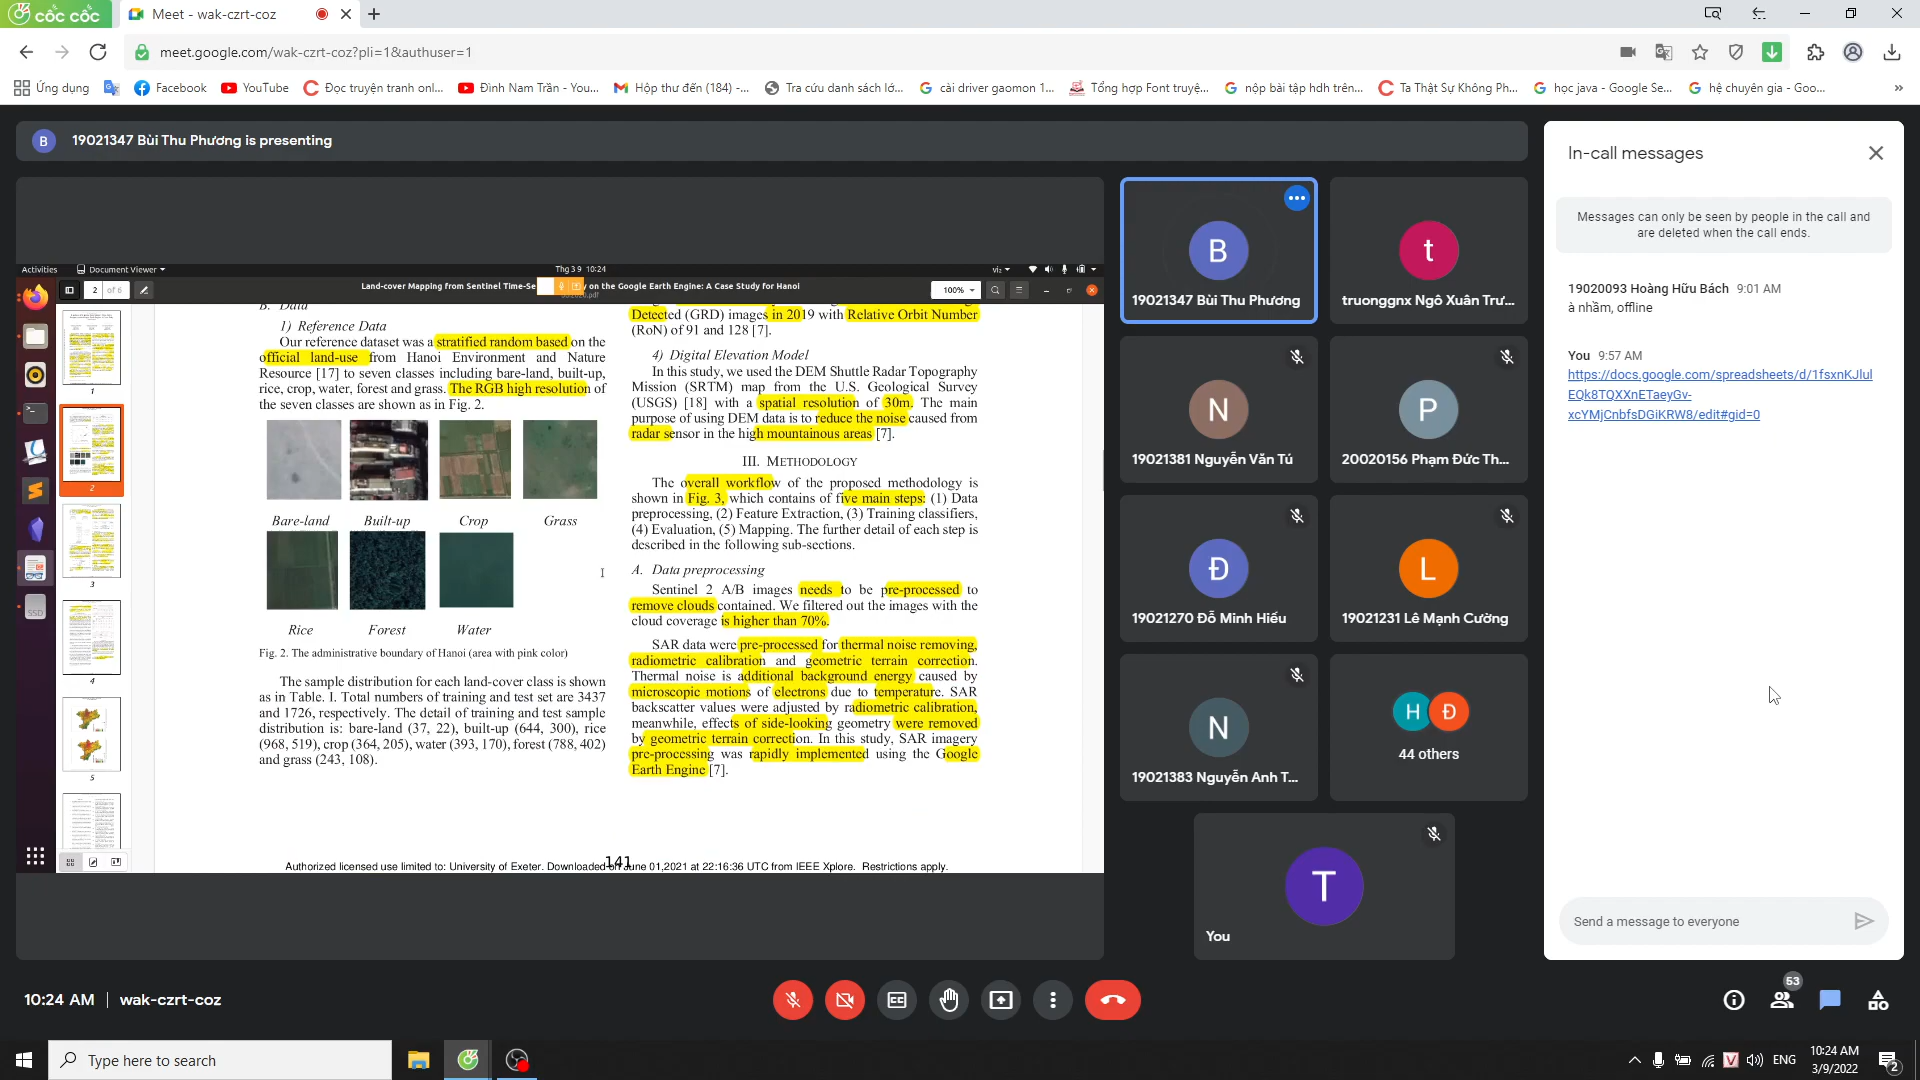 cốc cốc
Meet - wak-czrt-coz
meet.google.com/wak-czrt-coz?pli=1&authuser=1
Ứng dụng
Facebook
YouTube
Đọc truyện tranh onl...
Đinh Nam Trần - You...
Hộp thư đến (184) -...
Tra cứu danh sách ló...
cài driver gaomon 1...
Tổng hợp Font truyệ...
nộp bài tập hdh trên...
Ta Thật Sự Không Ph...
học java - Google Se...
hệ chuyên gia - Goo...
B
19021347 Bùi Thu Phương is presenting
Activities
Document Viewer
Thg 3 9 10:24
vi₂
2
of 6
Land-cover Mapping from Sentinel Time-Se
y on the Google Earth Engine: A Case Study for Hanoi
100%
1
2
3
4
5
SSD
B. Data
1) Reference Data
Our reference dataset was a stratified random based on the
official land-use from Hanoi Environment and Nature
Resource [17] to seven classes including bare-land, built-up,
rice, crop, water, forest and grass. The RGB high resolution of
the seven classes are shown as in Fig. 2.
Bare-land Built-up Crop Grass
Rice Forest Water
Fig. 2. The administrative boundary of Hanoi (area with pink color)
The sample distribution for each land-cover class is shown
as in Table. I. Total numbers of training and test set are 3437
and 1726, respectively. The detail of training and test sample
distribution is: bare-land (37, 22), built-up (644, 300), rice
(968, 519), crop (364, 205), water (393, 170), forest (788, 402)
and grass (243, 108).
Detected (GRD) images in 2019 with Relative Orbit Number
(RoN) of 91 and 128 [7].
4) Digital Elevation Model
In this study, we used the DEM Shuttle Radar Topography
Mission (SRTM) map from the U.S. Geological Survey
(USGS) [18] with a spatial resolution of 30m. The main
purpose of using DEM data is to reduce the noise caused from
radar sensor in the high mountainous areas [7].
III. METHODOLOGY
The overall workflow of the proposed methodology is
shown in Fig. 3, which contains of five main steps: (1) Data
preprocessing, (2) Feature Extraction, (3) Training classifiers,
(4) Evaluation, (5) Mapping. The further detail of each step is
described in the following sub-sections.
A. Data preprocessing
Sentinel 2 A/B images needs to be pre-processed to
remove clouds contained. We filtered out the images with the
cloud coverage is higher than 70%.
SAR data were pre-processed for thermal noise removing,
radiometric calibration and geometric terrain correction.
Thermal noise is additional background energy caused by
microscopic motions of electrons due to temperature. SAR
backscatter values were adjusted by radiometric calibration,
meanwhile, effects of side-looking geometry were removed
by geometric terrain correction. In this study, SAR imagery
pre-processing was rapidly implemented using the Google
Earth Engine [7].
141
Authorized licensed use limited to: University of Exeter. Downloaded on June 01,2021 at 22:16:36 UTC from IEEE Xplore. Restrictions apply.
B
19021347 Bùi Thu Phương
t
truonggnx Ngô Xuân Trư...
N
19021381 Nguyễn Văn Tú
P
20020156 Phạm Đức Th...
Đ
19021270 Đỗ Minh Hiếu
L
19021231 Lê Mạnh Cường
N
19021383 Nguyễn Anh T...
H Đ
44 others
T
You
In-call messages
Messages can only be seen by people in the call and
are deleted when the call ends.
19020093 Hoàng Hữu Bách 9:01 AM
à nhầm, offline
You 9:57 AM
https://docs.google.com/spreadsheets/d/1fsxnKJlul
EQk8TQXXnETaeyGv-
xcYMjCnbfsDGiKRW8/edit#gid=0
Send a message to everyone
10:24 AM
wak-czrt-coz
53
Type here to search
ENG
10:24 AM
3/9/2022
2